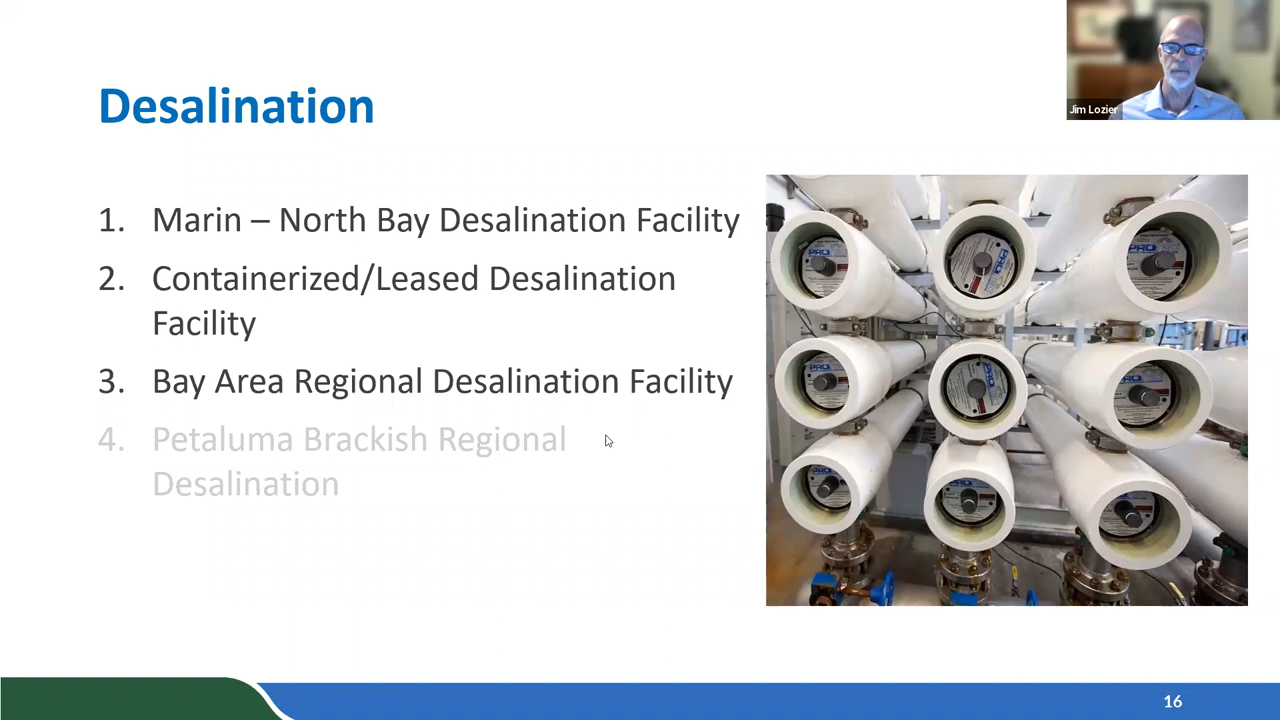 Desalination
Jim Lozier
1. Marin – North Bay Desalination Facility
2. Containerized/Leased Desalination
Facility
3. Bay Area Regional Desalination Facility
4. Petaluma Brackish Regional
Desalination
16